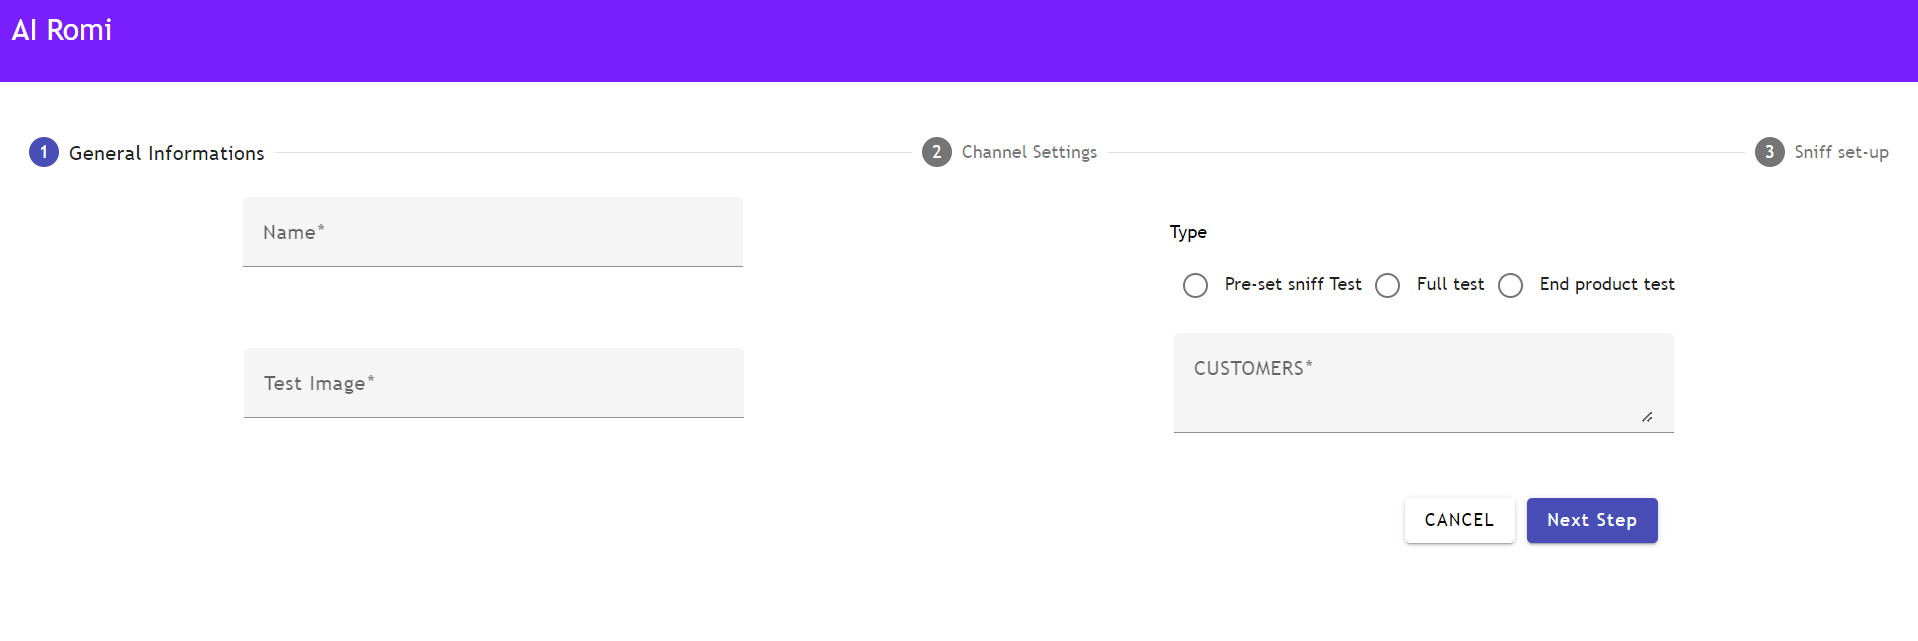 AI Romi
1 General Informations
2 Channel Settings
3 Sniff set-up
Name*
Type
Pre-set sniff Test
Full test
End product test
Test Image*
CUSTOMERS*
CANCEL
Next Step